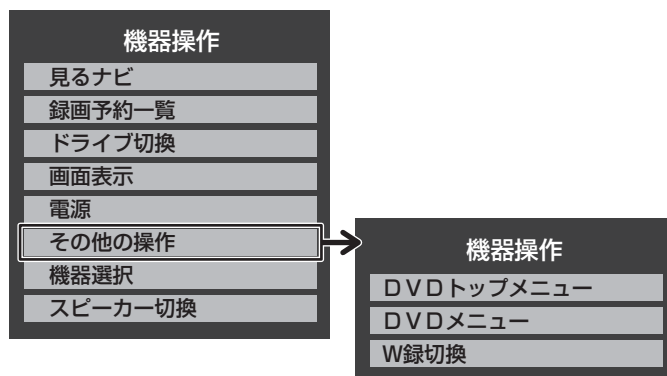 機器操作
見るナビ
録画予約一覧
ドライブ切換
画面表示
電源
その他の操作
機器選択
スピーカー切換
機器操作
DVDトップメニュー
DVDメニュー
W録切換